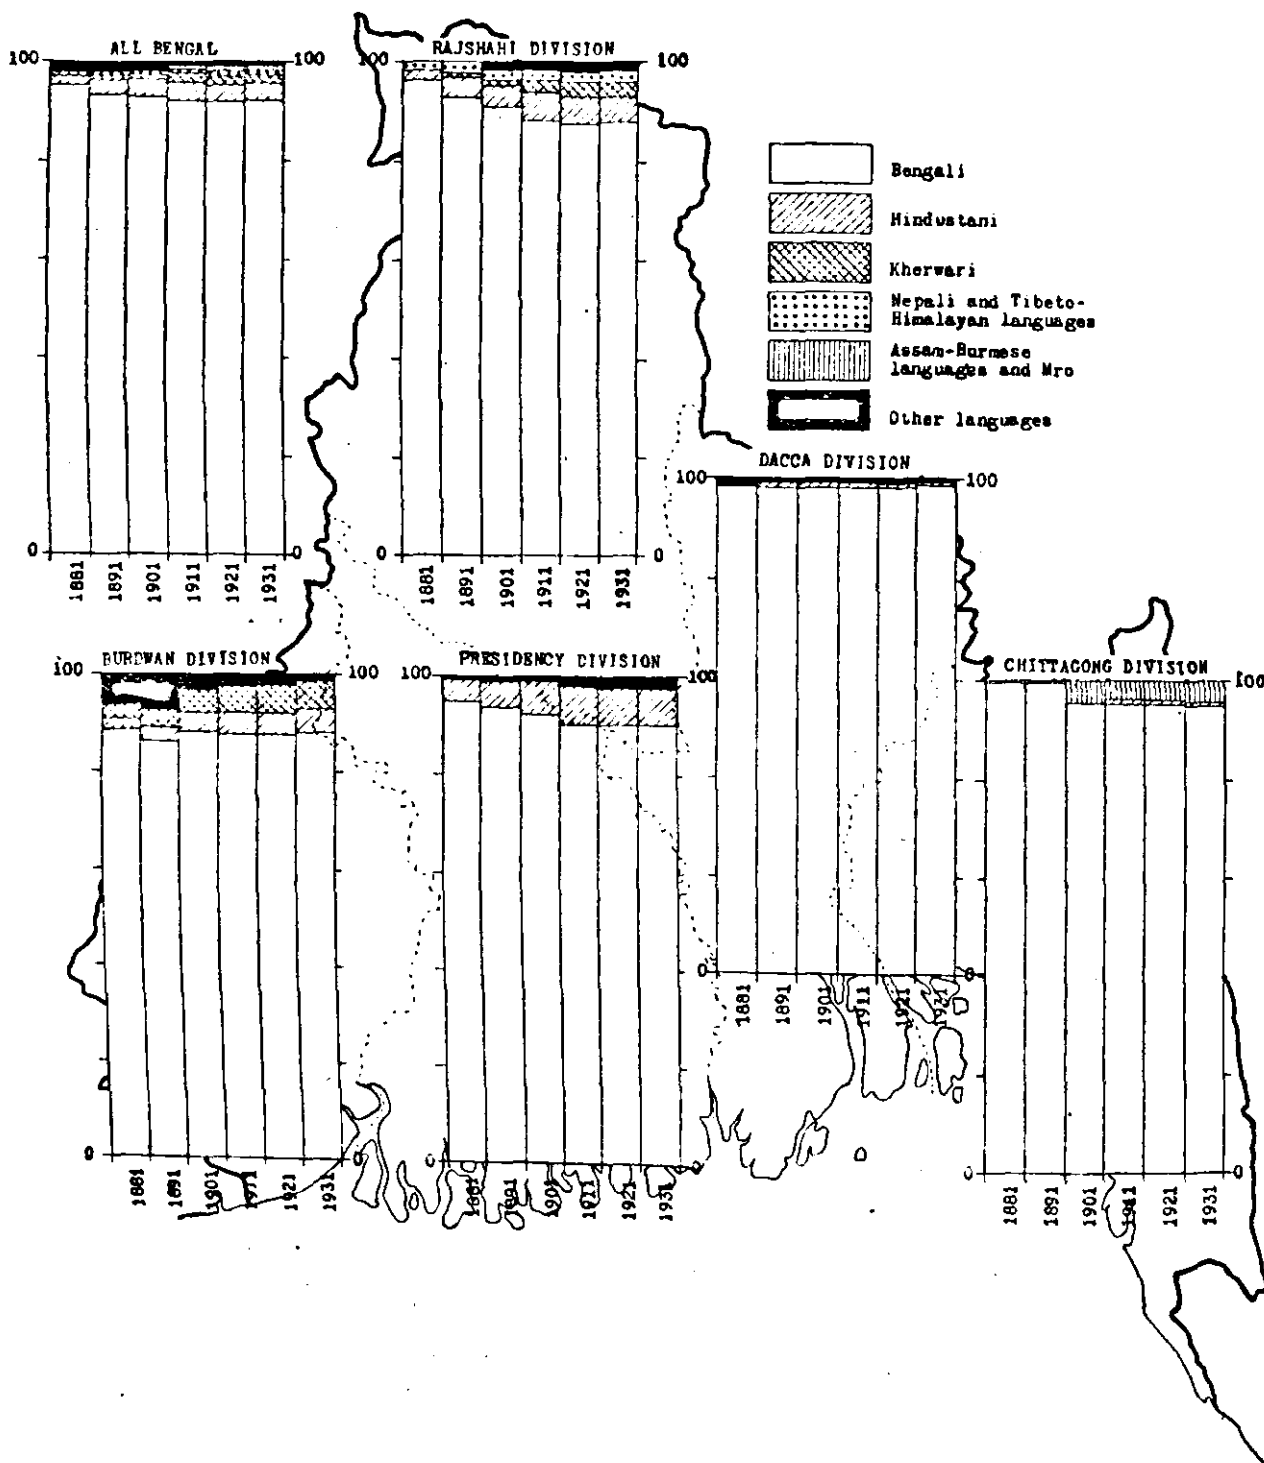 ALL BENGAL
100 100
0 0
1881 1891 1901 1911 1921 1931
RAJSHAHI DIVISION
100 100
0 0
1881 1891 1901 1911 1921 1931
Bengali
Hindustani
Kherwari
Nepali and Tibeto-
Himalayan languages
Assam-Burmese
languages and Mro
Other languages
DACCA DIVISION
100 100
0 0
1881 1891 1901 1911 1921 1931
BURDWAN DIVISION
100 100
0 0
1881 1891 1901 1911 1921 1931
PRESIDENCY DIVISION
100 100
0 0
1881 1891 1901 1911 1921 1931
CHITTAGONG DIVISION
100
0 0
1881 1891 1901 1911 1921 1931